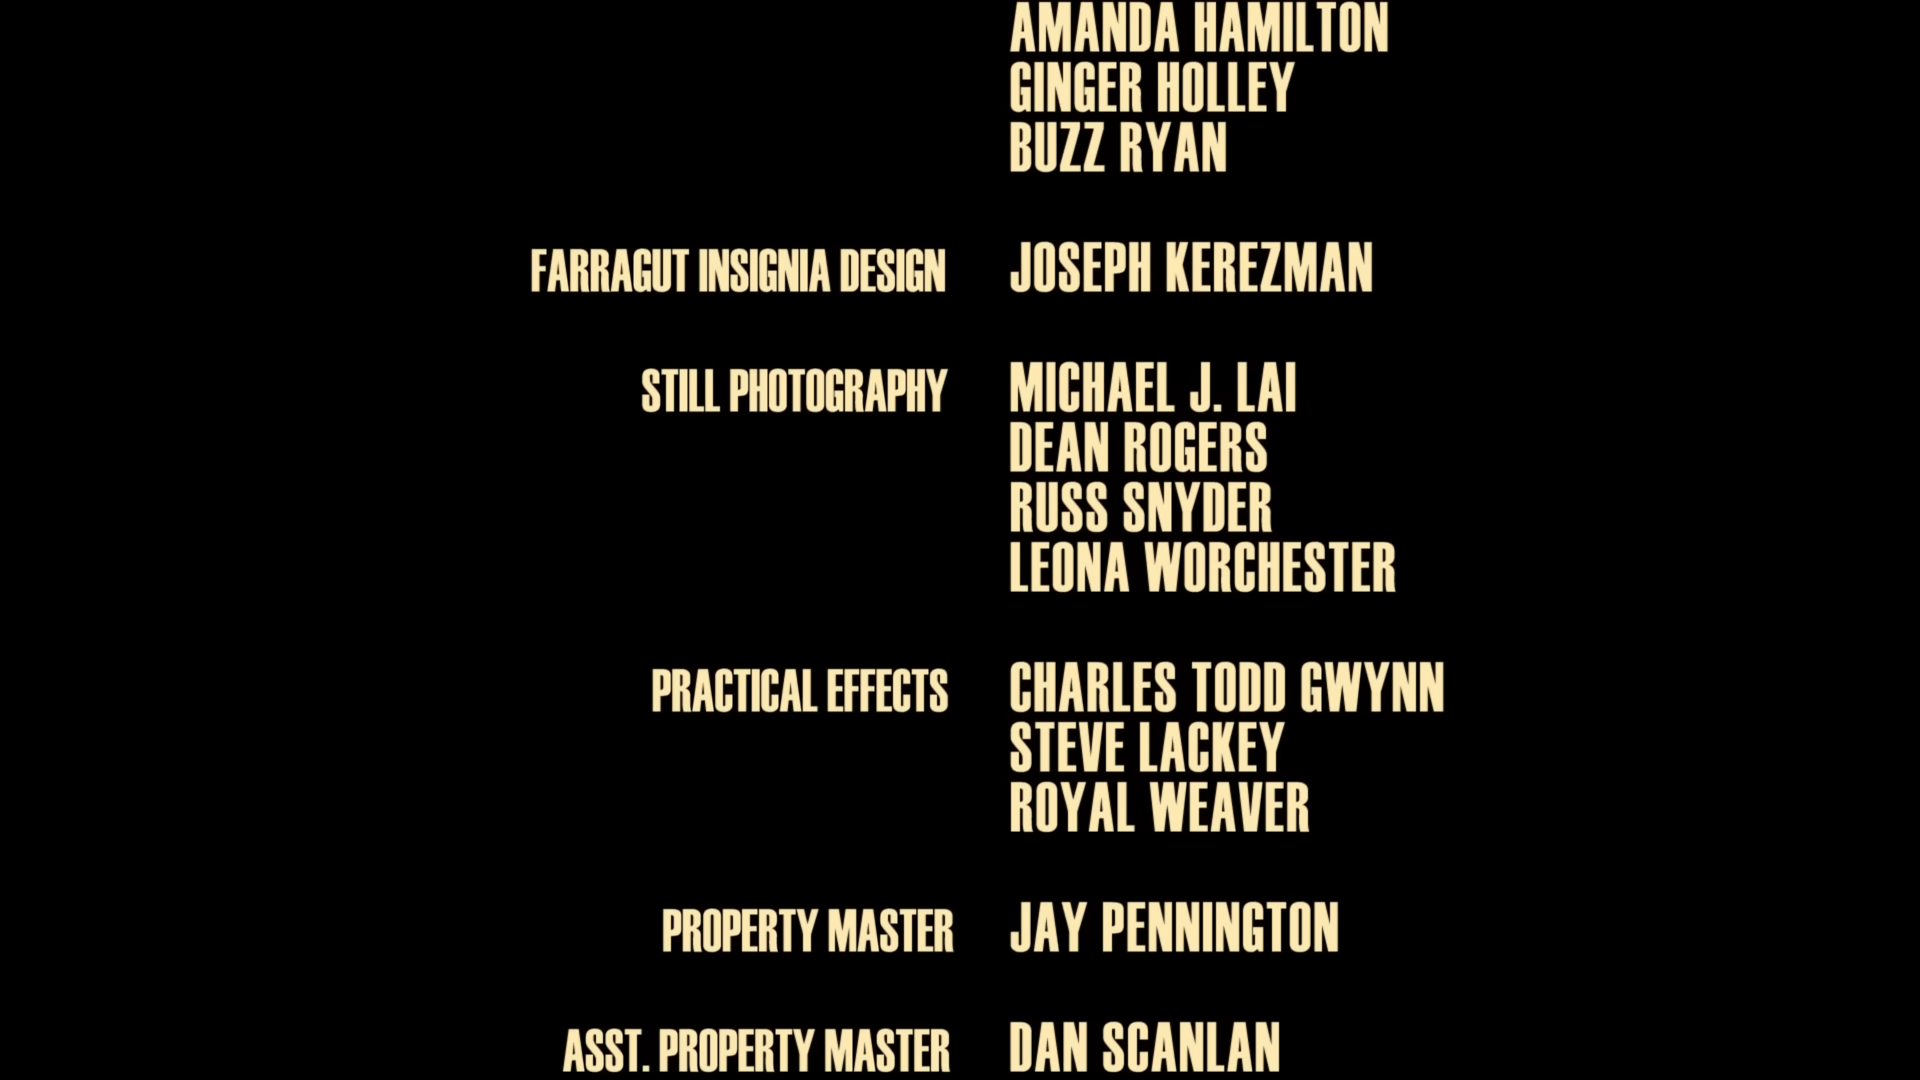 AMANDA HAMILTON
GINGER HOLLEY
BUZZ RYAN
FARRAGUT INSIGNIA DESIGN JOSEPH KEREZMAN
STILL PHOTOGRAPHY MICHAEL J. LAI
DEAN ROGERS
RUSS SNYDER
LEONA WORCHESTER
PRACTICAL EFFECTS CHARLES TODD GWYNN
STEVE LACKEY
ROYAL WEAVER
PROPERTY MASTER JAY PENNINGTON
ASST. PROPERTY MASTER DAN SCANLAN